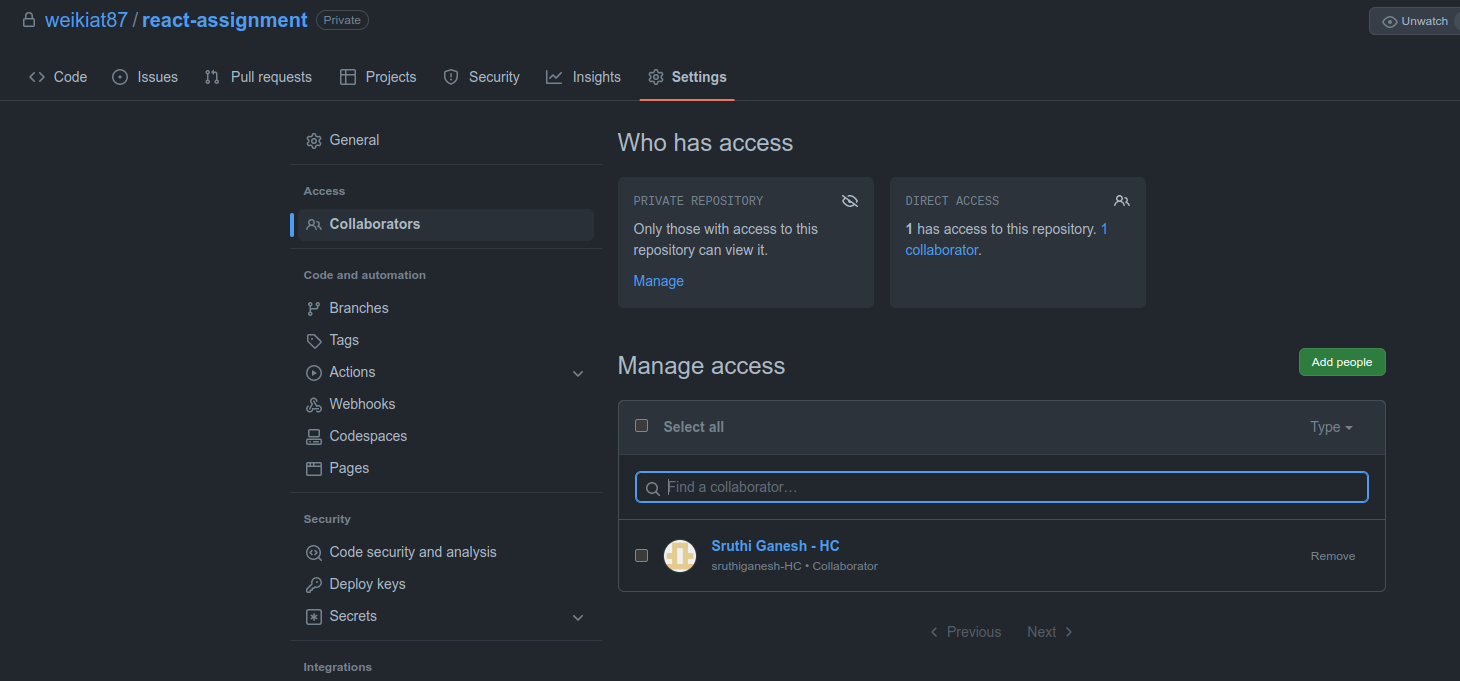 weikiat87 / react-assignment Private
Unwatch
Code Issues Pull requests Projects Security Insights Settings
General
Access
Collaborators
Code and automation
Branches
Tags
Actions
Webhooks
Codespaces
Pages
Security
Code security and analysis
Deploy keys
Secrets
Integrations
Who has access
PRIVATE REPOSITORY
Only those with access to this
repository can view it.
Manage
DIRECT ACCESS
1 has access to this repository. 1
collaborator.
Manage access
Add people
Select all
Type
Find a collaborator...
Sruthi Ganesh - HC
sruthiganesh-HC • Collaborator
Remove
Previous Next